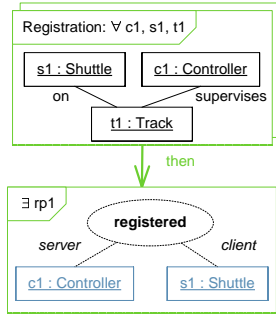 Registration: ∀ c1, s1, t1
s1 : Shuttle c1 : Controller
on supervises
t1 : Track
then
∃ rp1
registered
server client
c1 : Controller s1 : Shuttle